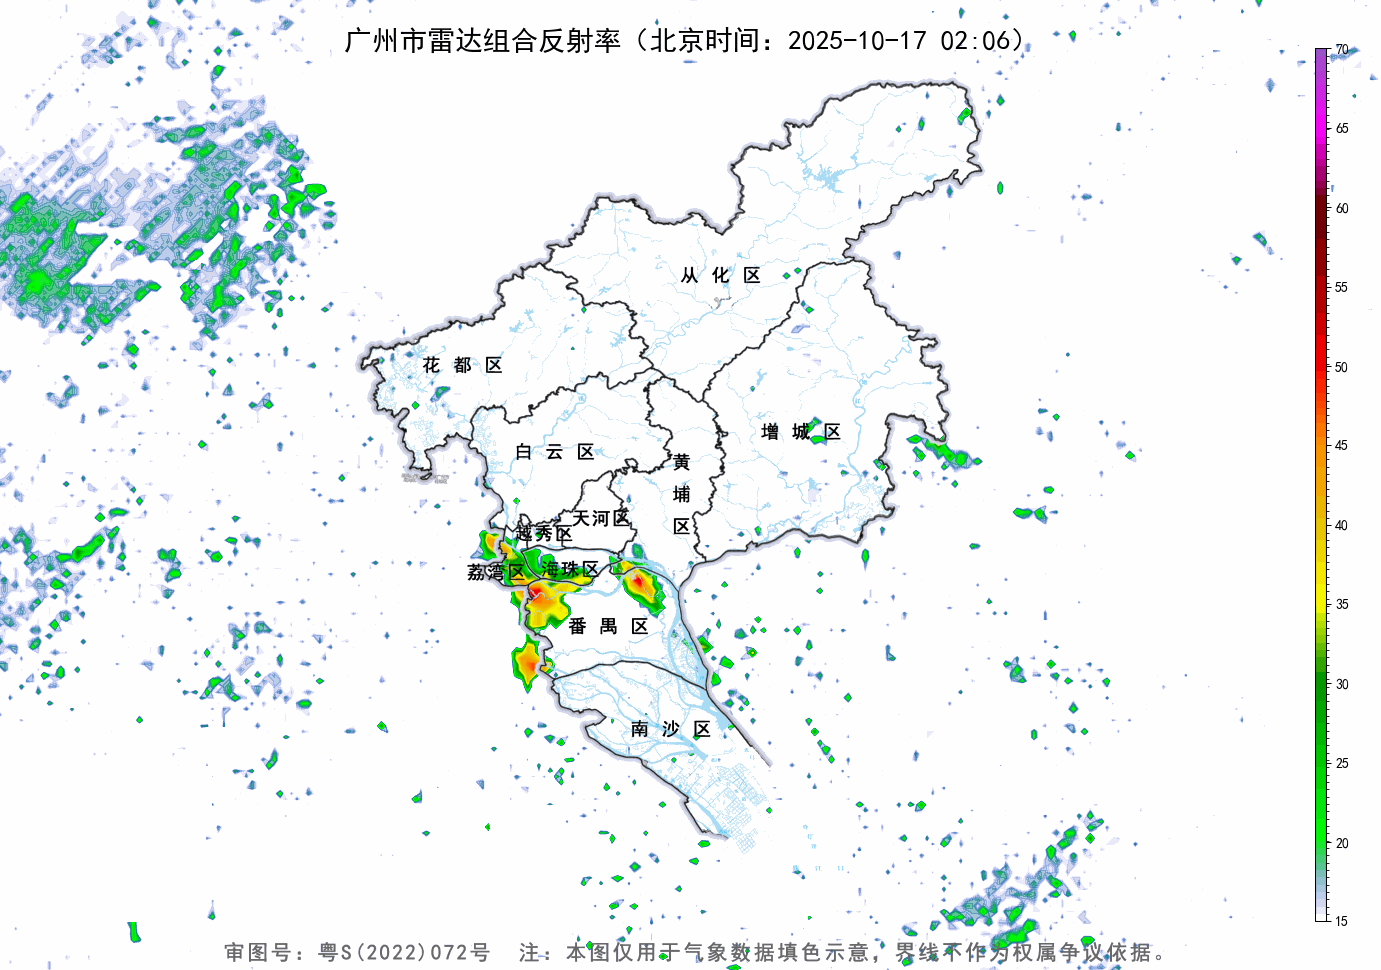 广州市雷达组合反射率（北京时间：2025-10-17 02:06）
70
65
60
55
50
45
40
35
30
25
20
15
从 化 区
花 都 区
增 城 区
白 云 区
黄
埔
区
天河区
越秀区
荔湾区
海珠区
番 禺 区
南 沙 区
审图号：粤S(2022)072号 注：本图仅用于气象数据填色示意，界线不作为权属争议依据。